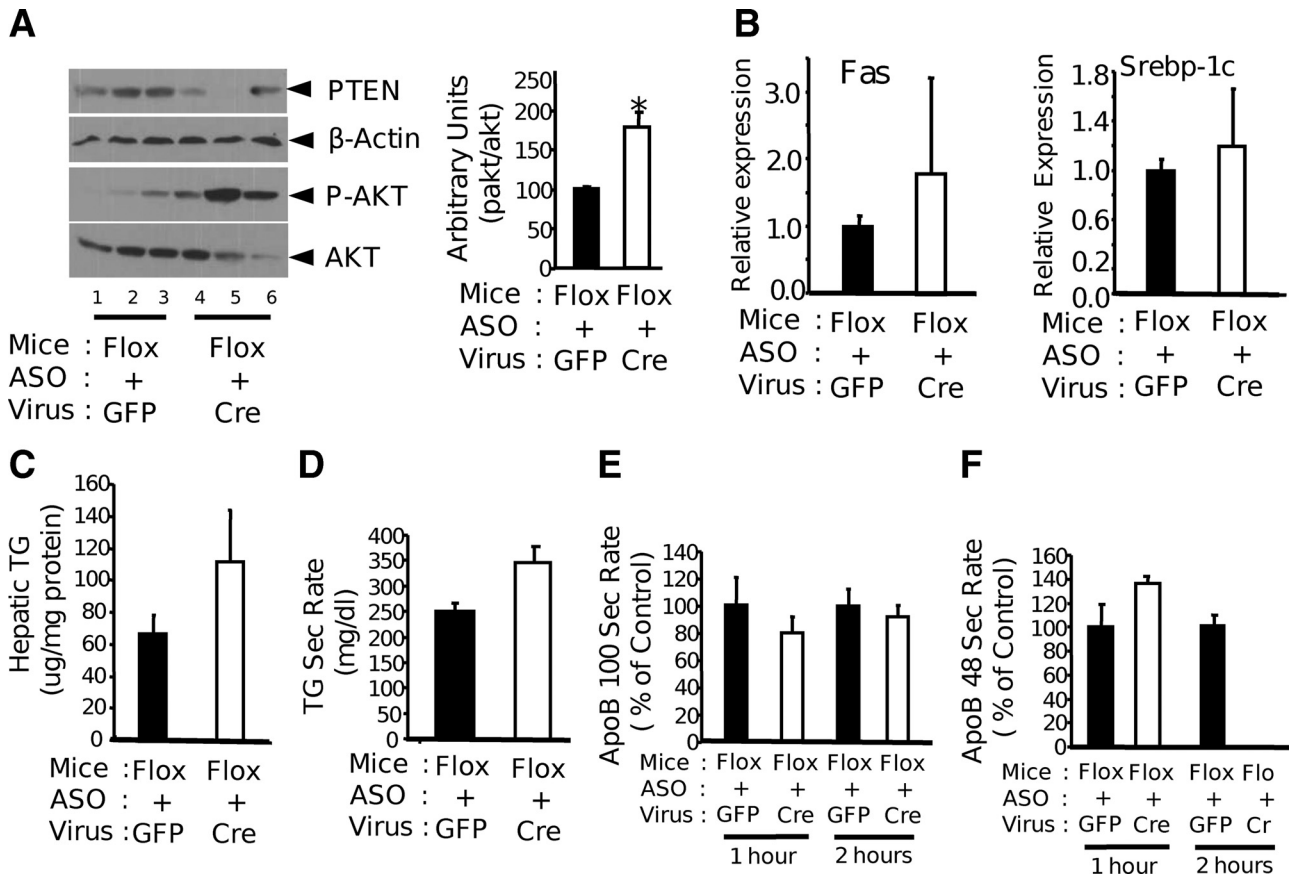 A
PTEN
β-Actin
P-AKT
AKT
1 2 3 4 5 6
Mice : Flox Flox
ASO : + +
Virus : GFP Cre
Arbitrary Units
(pakt/akt)
250
200
150
100
50
0
*
Mice : Flox Flox
ASO : + +
Virus : GFP Cre
B
Fas
Relative expression
3.0
2.0
1.0
0.0
Mice : Flox Flox
ASO : + +
Virus : GFP Cre
Srebp-1c
Relative Expression
1.8
1.4
1.0
0.6
0.2
0.0
Mice : Flox Flox
ASO : + +
Virus : GFP Cre
C
Hepatic TG
(ug/mg protein)
160
140
120
100
80
60
40
20
0
Mice : Flox Flox
ASO : + +
Virus : GFP Cre
D
TG Sec Rate
(mg/dl)
400
350
300
250
200
250
100
50
0
Mice : Flox Flox
ASO : + +
Virus : GFP Cre
E
ApoB 100 Sec Rate
( % of Control)
140
120
100
80
60
40
20
0
Mice : Flox Flox Flox Flox
ASO : + + + +
Virus : GFP Cre GFP Cre
1 hour 2 hours
F
ApoB 48 Sec Rate
( % of Control)
160
140
120
100
80
60
40
20
0
Mice : Flox Flox Flox Flo
ASO : + + + +
Virus : GFP Cre GFP Cr
1 hour 2 hours